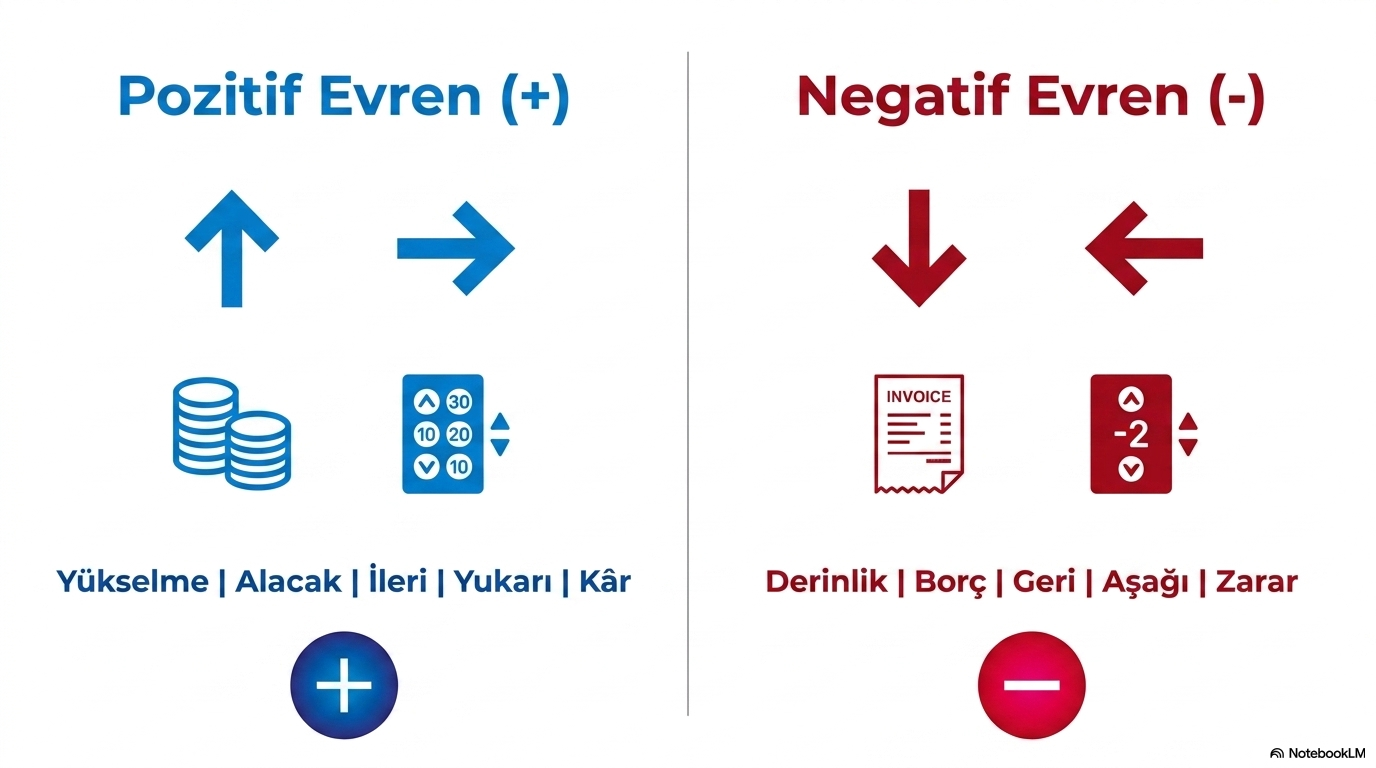 Pozitif Evren (+)
30
10 20
10
Yükselme | Alacak | İleri | Yukarı | Kâr
Negatif Evren (-)
INVOICE
-2
Derinlik | Borç | Geri | Aşağı | Zarar
NotebookLM